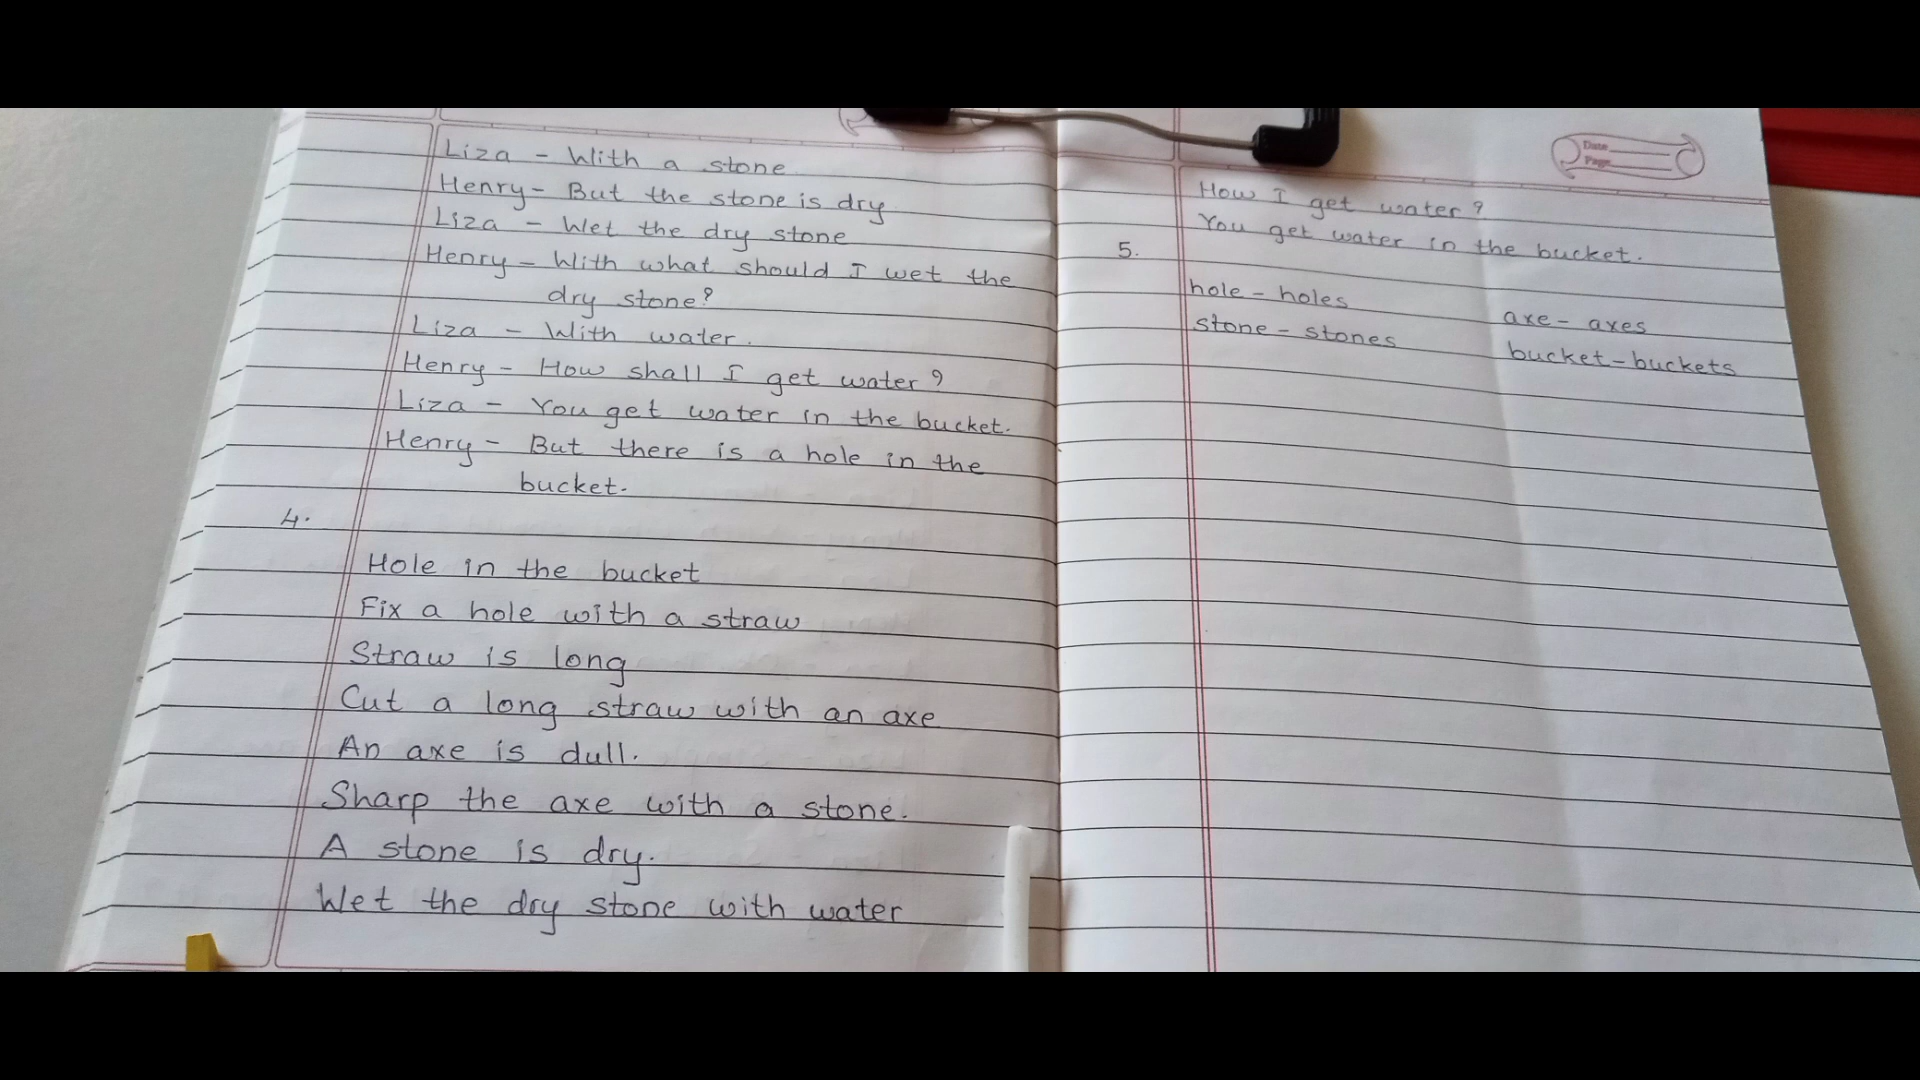 Liza - With a stone
Henry - But the stone is dry
Liza - Wet the dry stone
Henry - With what should I wet the
dry stone?
Liza - With water.
Henry - How shall I get water?
Liza - You get water in the bucket.
Henry - But there is a hole in the
bucket.
4.
Hole in the bucket
Fix a hole with a straw
Straw is long
Cut a long straw with an axe
An axe is dull.
Sharp the axe with a stone.
A stone is dry.
Wet the dry stone with water
Date
Page
How I get water?
You get water in the bucket.
5.
hole - holes
axe - axes
stone - stones
bucket - buckets